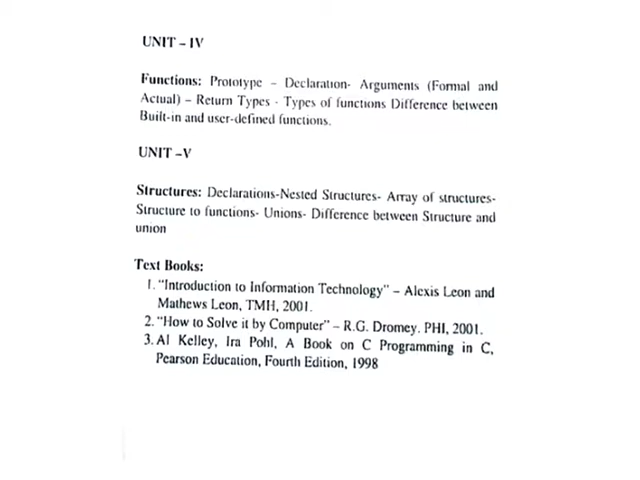 UNIT – IV
Functions: Prototype – Declaration- Arguments (Formal and
Actual) – Return Types - Types of functions Difference between
Built-in and user-defined functions.
UNIT –V
Structures: Declarations-Nested Structures- Array of structures-
Structure to functions- Unions- Difference between Structure and
union
Text Books:
1. “Introduction to Information Technology” – Alexis Leon and
Mathews Leon, TMH, 2001.
2. “How to Solve it by Computer” – R.G. Dromey. PHI, 2001.
3. Al Kelley, Ira Pohl, A Book on C Programming in C,
Pearson Education, Fourth Edition, 1998